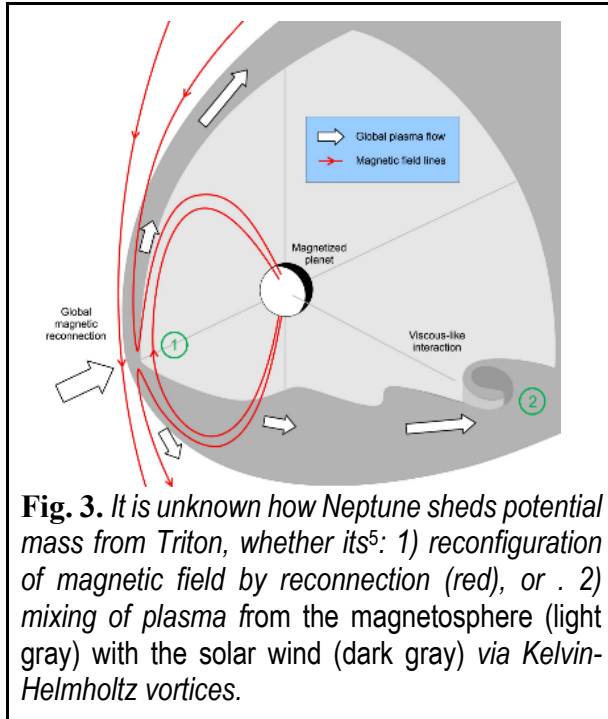 Global plasma flow
Magnetic field lines
Magnetized
planet
Global
magnetic
reconnection
1
Viscous-like
interaction
2
Fig. 3. It is unknown how Neptune sheds potential
mass from Triton, whether its⁵: 1) reconfiguration
of magnetic field by reconnection (red), or . 2)
mixing of plasma from the magnetosphere (light
gray) with the solar wind (dark gray) via Kelvin-
Helmholtz vortices.